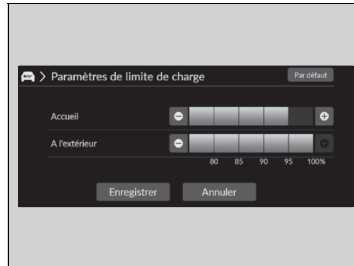 Paramètres de limite de charge
Par défaut
Accueil
A l'extérieur
80 85 90 95 100%
Enregistrer Annuler